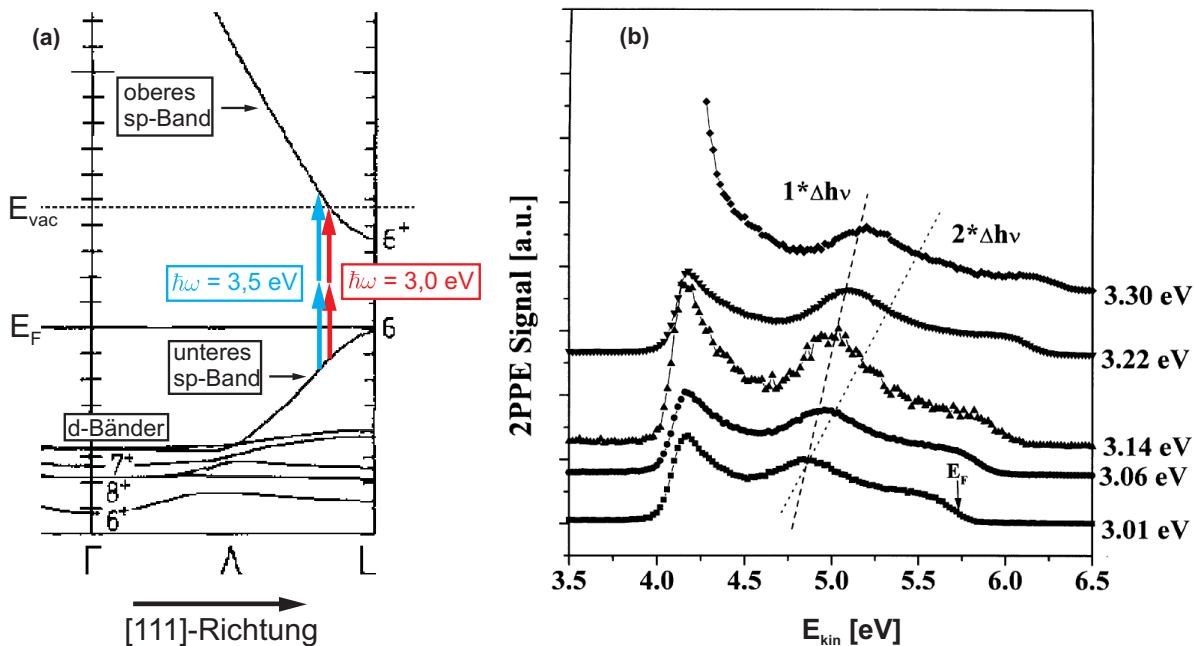 (a)
oberes
sp-Band
E_vac
6⁺
ħω = 3,5 eV
ħω = 3,0 eV
E_F
6
unteres
sp-Band
d-Bänder
7⁺
8⁺
6⁺
Γ Λ L
[111]-Richtung
(b)
2PPE Signal [a.u.]
1*Δhν
2*Δhν
3.30 eV
3.22 eV
3.14 eV
3.06 eV
E_F
3.01 eV
3.5 4.0 4.5 5.0 5.5 6.0 6.5
E_kin [eV]